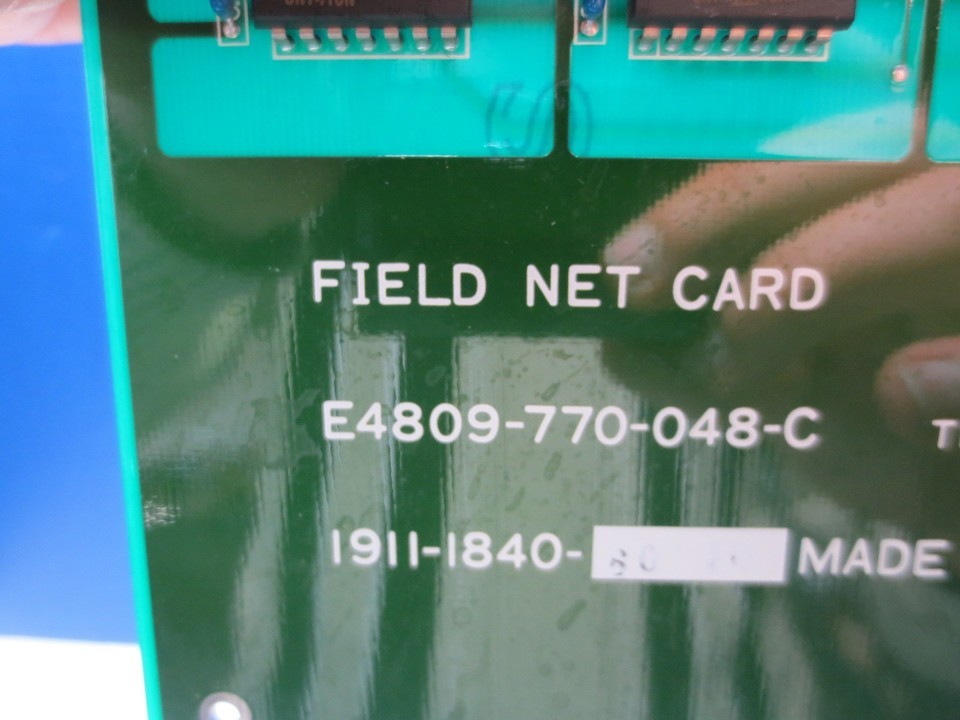 FIELD NET CARD
E4809-770-048-C
1911-1840-
MADE